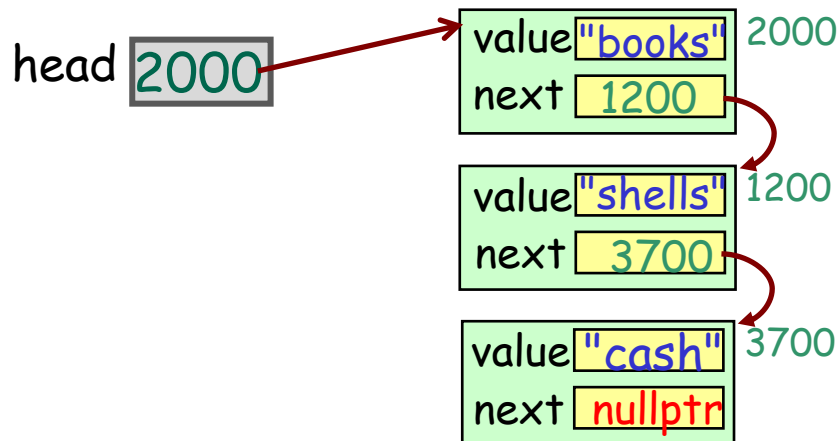 head 2000
value "books" 2000
next 1200
value "shells" 1200
next 3700
value "cash" 3700
next nullptr